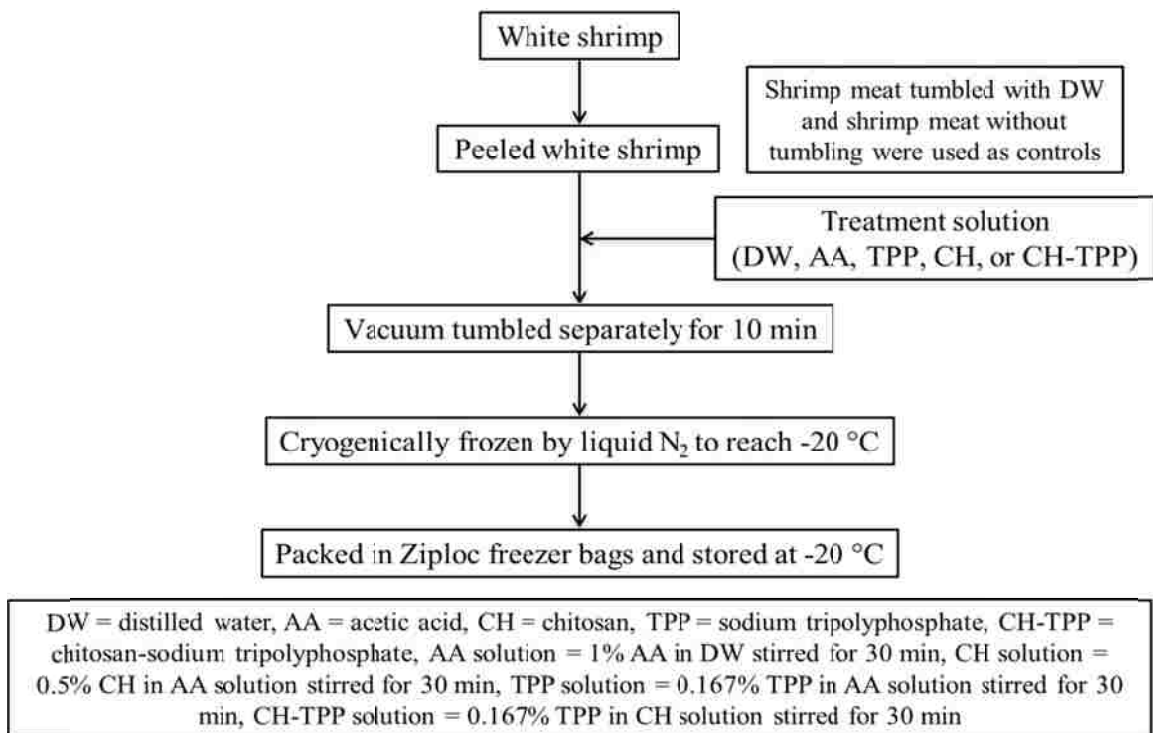 White shrimp
Shrimp meat tumbled with DW
and shrimp meat without
tumbling were used as controls
Peeled white shrimp
Treatment solution
(DW, AA, TPP, CH, or CH-TPP)
Vacuum tumbled separately for 10 min
Cryogenically frozen by liquid N₂ to reach -20 °C
Packed in Ziploc freezer bags and stored at -20 °C
DW = distilled water, AA = acetic acid, CH = chitosan, TPP = sodium tripolyphosphate, CH-TPP =
chitosan-sodium tripolyphosphate, AA solution = 1% AA in DW stirred for 30 min, CH solution =
0.5% CH in AA solution stirred for 30 min, TPP solution = 0.167% TPP in AA solution stirred for 30
min, CH-TPP solution = 0.167% TPP in CH solution stirred for 30 min